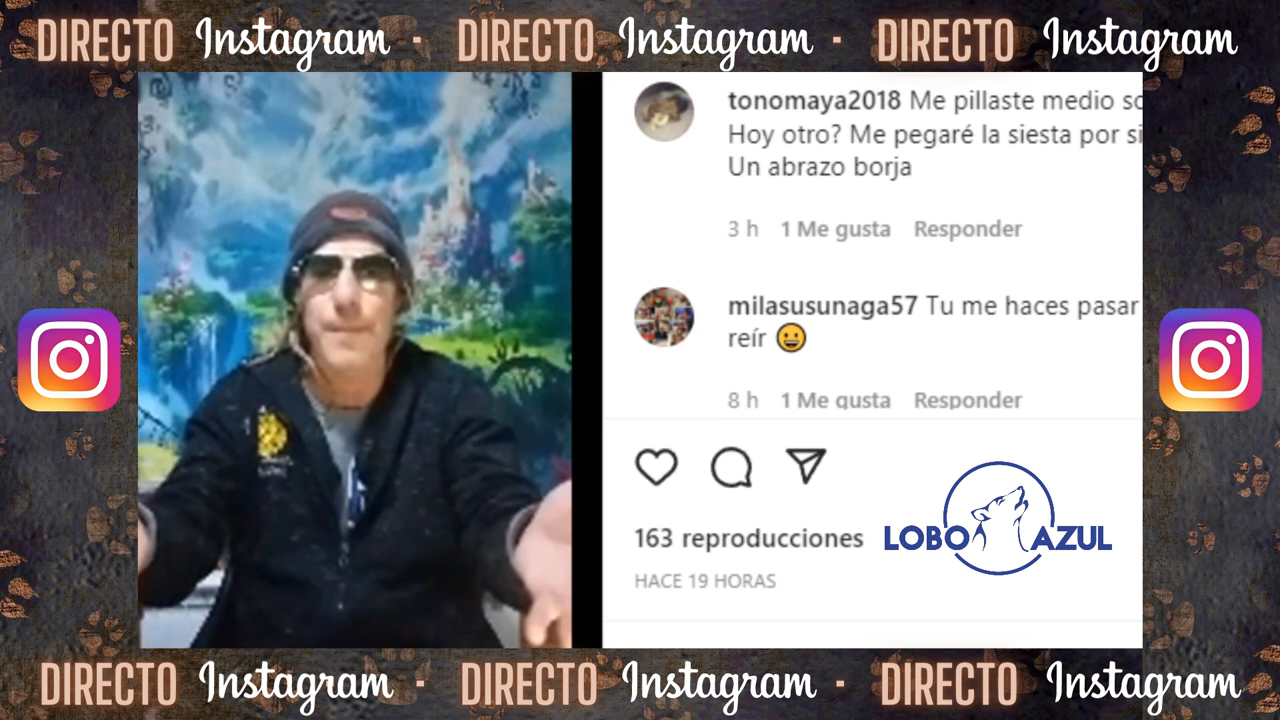 DIRECTO Instagram · DIRECTO Instagram · DIRECTO Instagram
tonomaya2018 Me pillaste medio
Hoy otro? Me pegaré la siesta por
Un abrazo borja
3 h 1 Me gusta Responder
milasusunaga57 Tu me haces pasar
reír 😀
8 h 1 Me gusta Responder
163 reproducciones
LOBO AZUL
HACE 19 HORAS
DIRECTO Instagram · DIRECTO Instagram · DIRECTO Instagram